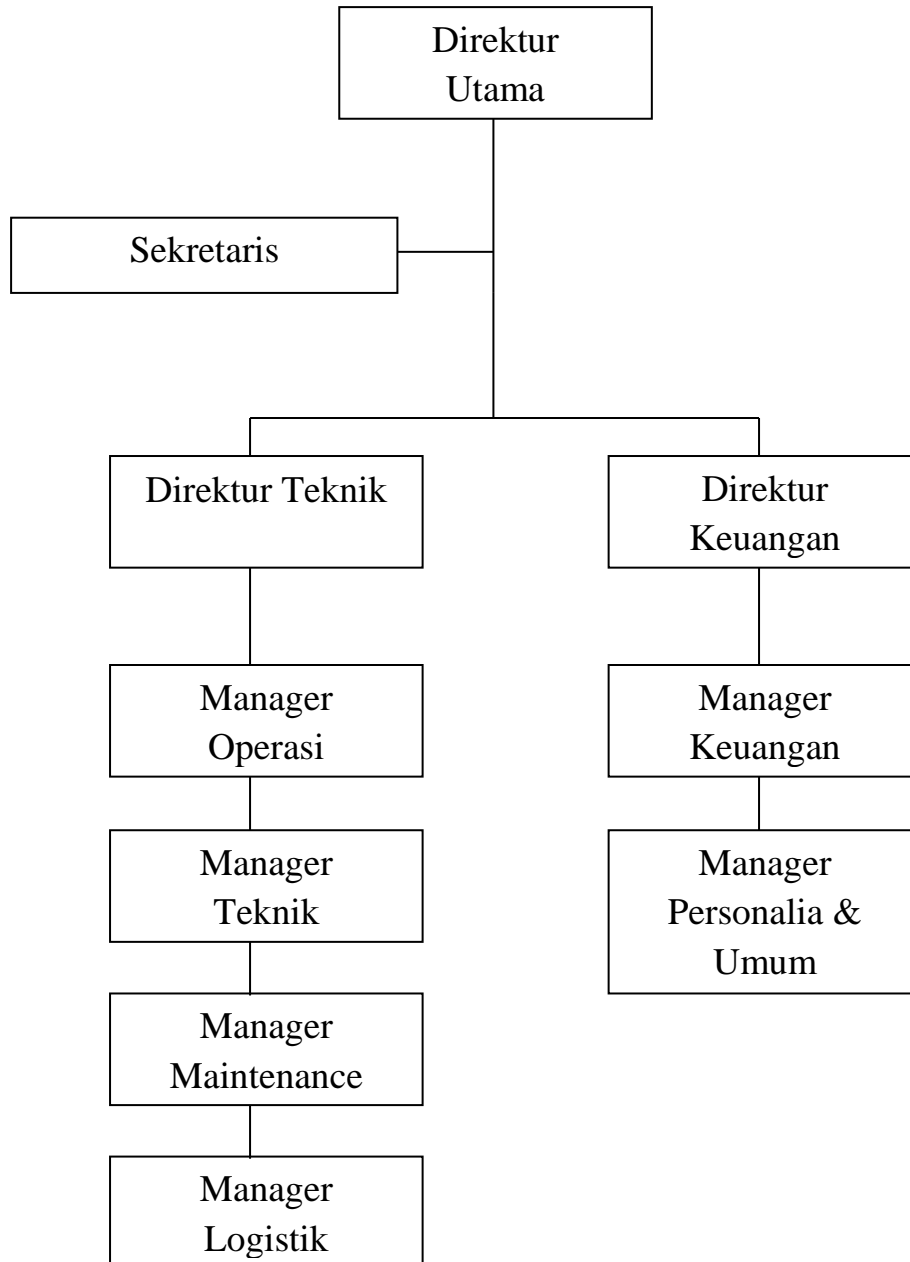 Direktur
Utama
Sekretaris
Direktur Teknik
Direktur
Keuangan
Manager
Operasi
Manager
Keuangan
Manager
Teknik
Manager
Personalia &
Umum
Manager
Maintenance
Manager
Logistik